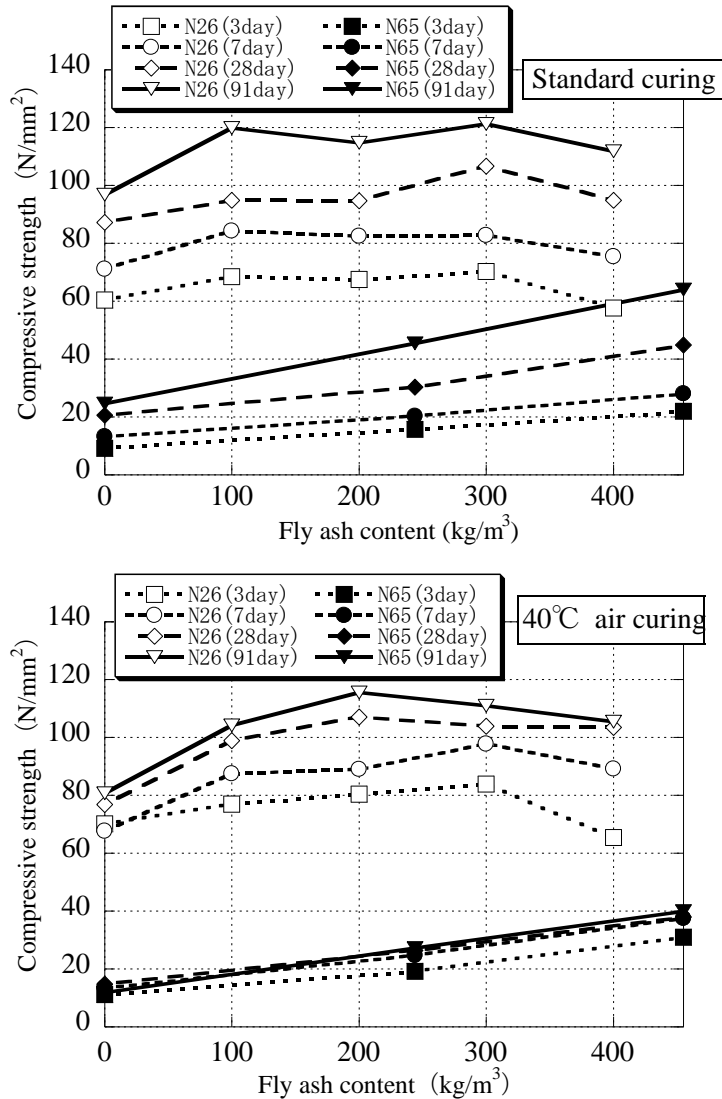 N26(3day) N65(3day)
N26(7day) N65(7day)
N26(28day) N65(28day)
N26(91day) N65(91day)
Standard curing
Compressive strength (N/mm²)
140
120
100
80
60
40
20
0
0 100 200 300 400
Fly ash content (kg/m³)
N26(3day) N65(3day)
N26(7day) N65(7day)
N26(28day) N65(28day)
N26(91day) N65(91day)
40℃ air curing
Compressive strength (N/mm²)
140
120
100
80
60
40
20
0
0 100 200 300 400
Fly ash content (kg/m³)